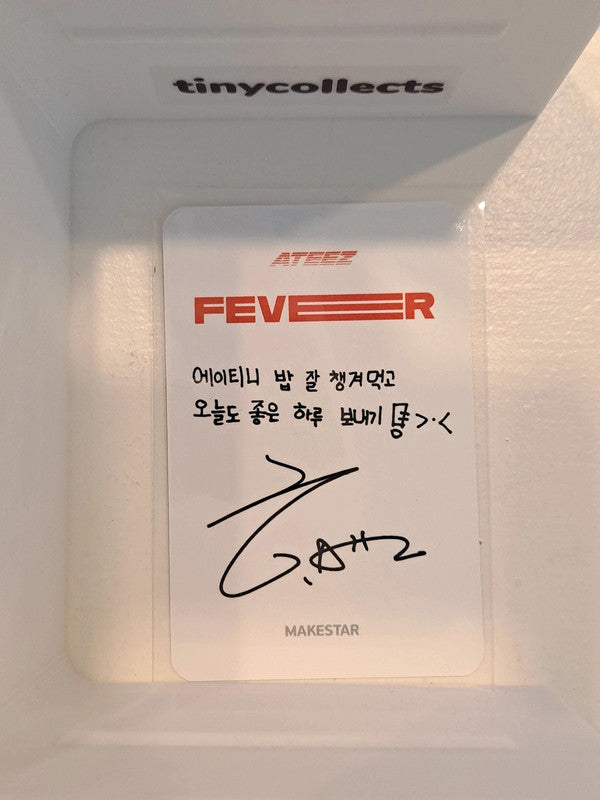 tinycollects
ATEEZ
FEVER
에이티니 밥 잘 챙겨먹고
오늘도 좋은 하루 보내기 >.<
MAKESTAR